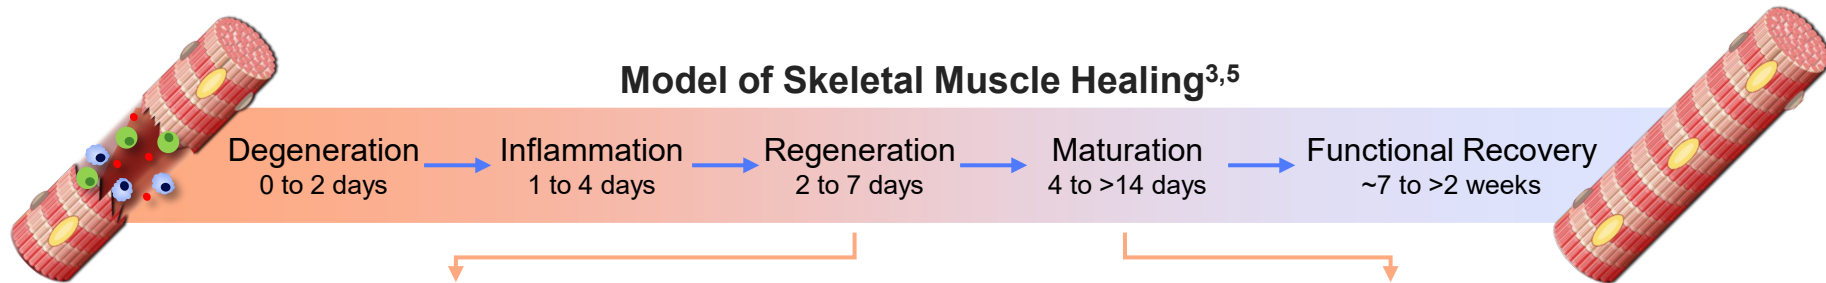 Model of Skeletal Muscle Healing3,5
Degeneration
0 to 2 days
Inflammation
1 to 4 days
Regeneration
2 to 7 days
Maturation
4 to >14 days
Functional Recovery
~7 to >2 weeks